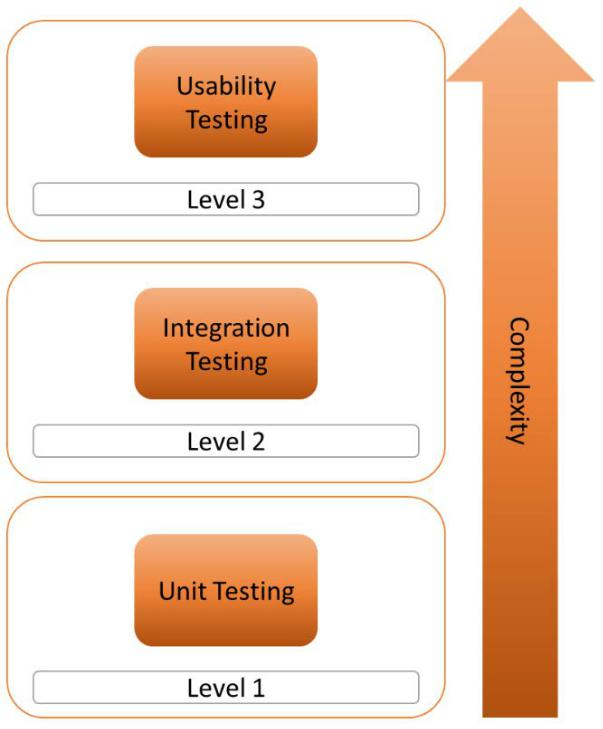 Usability
Testing
Level 3
Integration
Testing
Level 2
Unit Testing
Level 1
Complexity